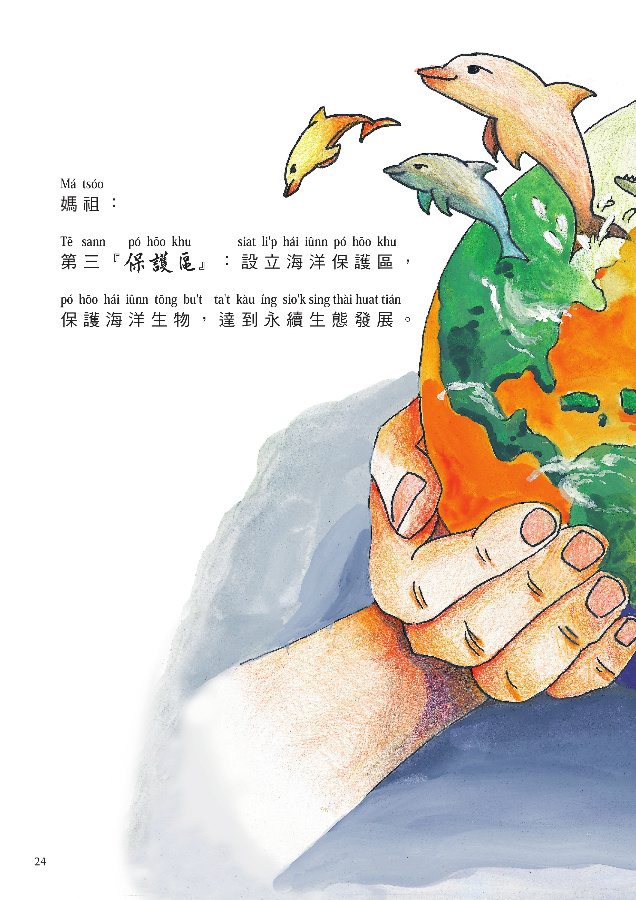 Má tsóo
媽祖：
Tē sann pó hōo khu siat li̍p hái iûnn pó hōo khu
第三『保護區』：設立海洋保護區，
pó hōo hái iûnn tōng bu̍t ta̍t kàu íng sio̍k sing thài huat tián
保護海洋生物，達到永續生態發展。
24